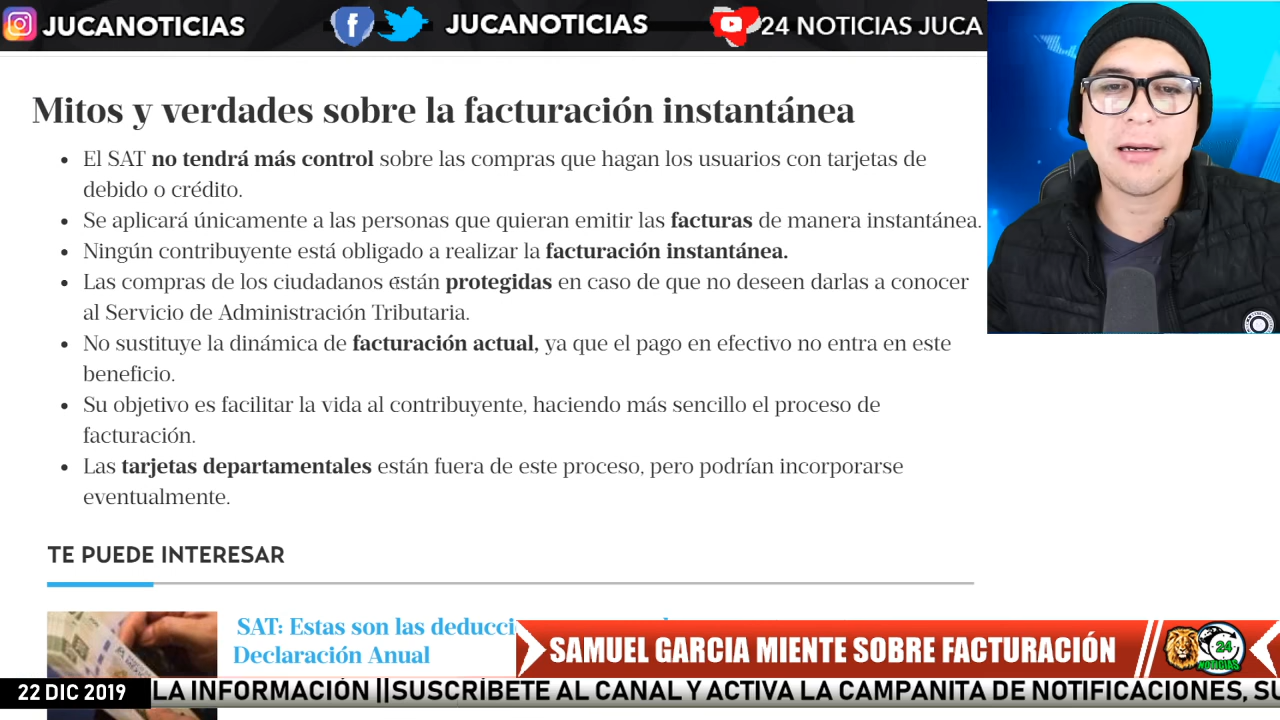 JUCANOTICIAS
JUCANOTICIAS
24 NOTICIAS JUCA
Mitos y verdades sobre la facturación instantánea
El SAT no tendrá más control sobre las compras que hagan los usuarios con tarjetas de
debido o crédito.
Se aplicará únicamente a las personas que quieran emitir las facturas de manera instantánea.
Ningún contribuyente está obligado a realizar la facturación instantánea.
Las compras de los ciudadanos están protegidas en caso de que no deseen darlas a conocer
al Servicio de Administración Tributaria.
No sustituye la dinámica de facturación actual, ya que el pago en efectivo no entra en este
beneficio.
Su objetivo es facilitar la vida al contribuyente, haciendo más sencillo el proceso de
facturación.
Las tarjetas departamentales están fuera de este proceso, pero podrían incorporarse
eventualmente.
TE PUEDE INTERESAR
SAT: Estas son las deducci
Declaración Anual
SAMUEL GARCIA MIENTE SOBRE FACTURACIÓN
24
NOTICIAS
22 DIC 2019 LA INFORMACIÓN ||SUSCRÍBETE AL CANAL Y ACTIVA LA CAMPANITA DE NOTIFICACIONES, SU